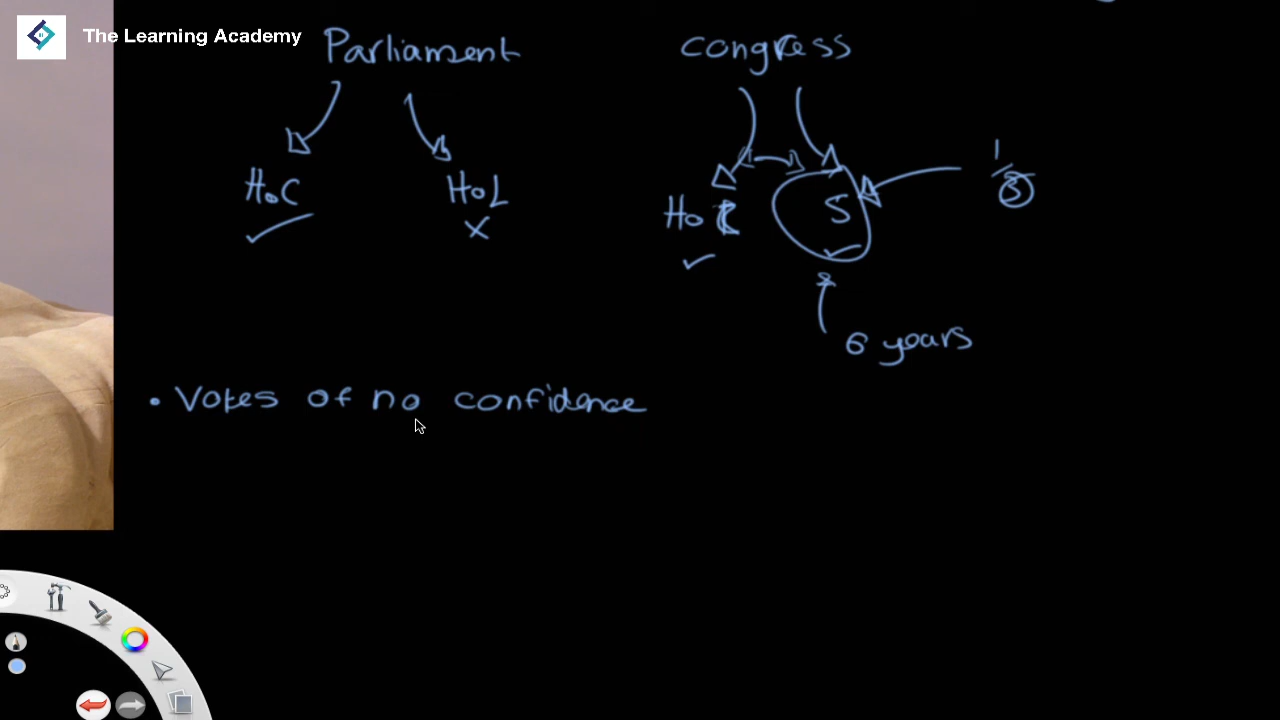 The Learning Academy
Parliament
Congress
HoC
HoL
X
HoR
S
1/3
6 years
• Votes of no confidence